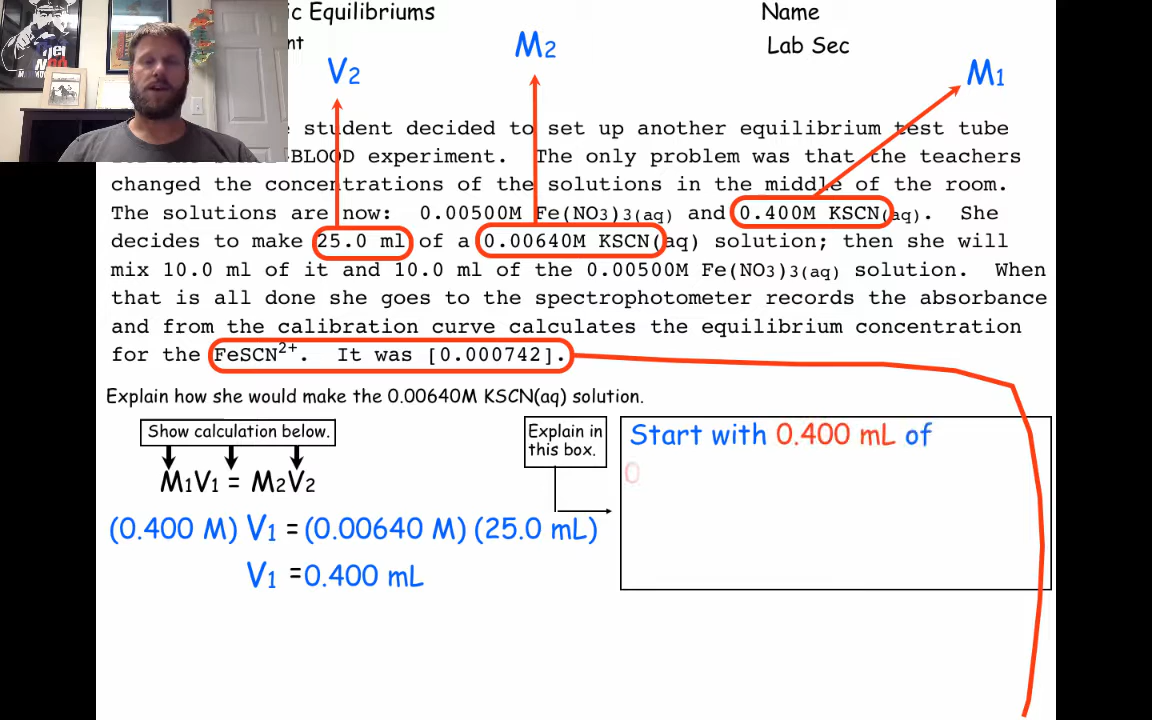 ic Equilibriums
Name
nt
Lab Sec
M2
V2
M1
student decided to set up another equilibrium test tube
-BLOOD experiment. The only problem was that the teachers
changed the concentrations of the solutions in the middle of the room.
The solutions are now: 0.00500M Fe(NO3)3(aq) and 0.400M KSCN(aq). She
decides to make 25.0 ml of a 0.00640M KSCN(aq) solution; then she will
mix 10.0 ml of it and 10.0 ml of the 0.00500M Fe(NO3)3(aq) solution. When
that is all done she goes to the spectrophotometer records the absorbance
and from the calibration curve calculates the equilibrium concentration
for the FeSCN²⁺. It was [0.000742].
Explain how she would make the 0.00640M KSCN(aq) solution.
Show calculation below.
Explain in
this box.
Start with 0.400 mL of
0
M1V1 = M2V2
(0.400 M) V1 = (0.00640 M) (25.0 mL)
V1 = 0.400 mL